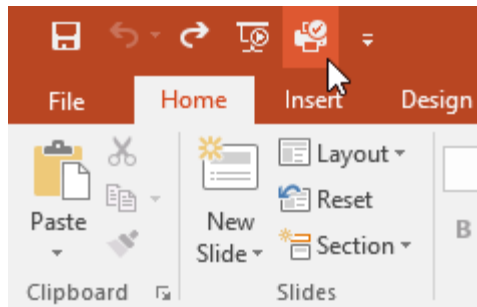 File Home Insert Design
Layout
Reset
Paste
New
Slide
Section
B
Clipboard
Slides